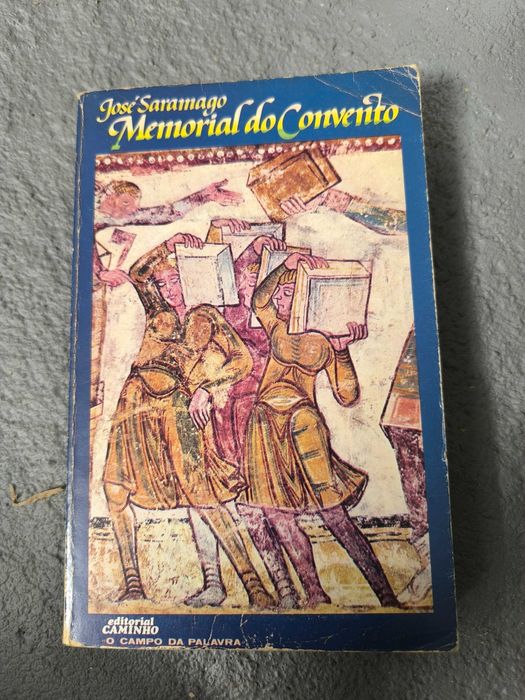 José Saramago
Memorial do Convento
editorial
CAMINHO
O CAMPO DA PALAVRA